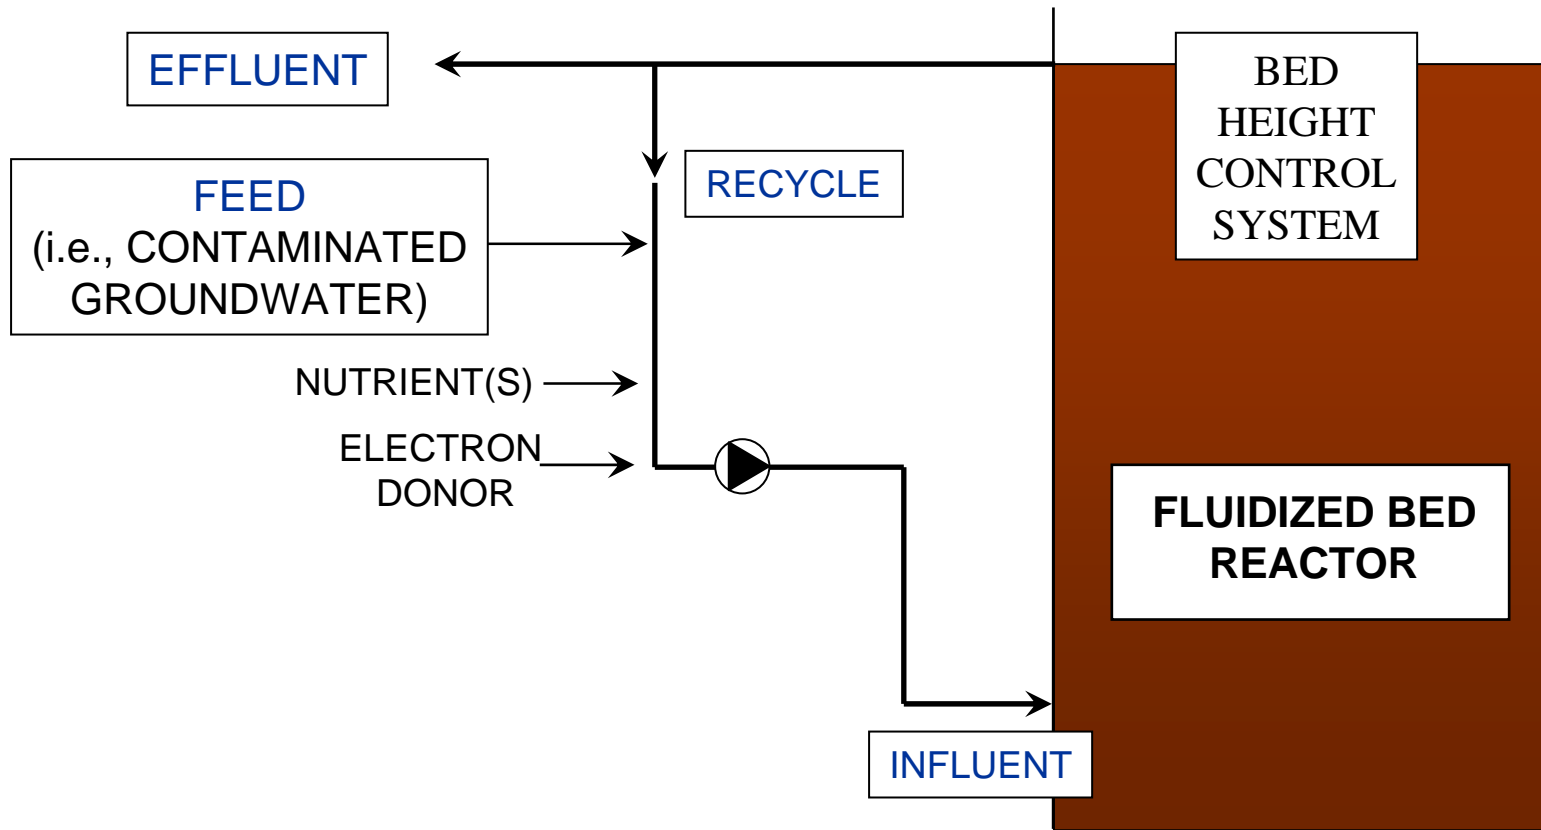 EFFLUENT
BED
HEIGHT
CONTROL
SYSTEM
RECYCLE
FEED
(i.e., CONTAMINATED
GROUNDWATER)
NUTRIENT(S)
ELECTRON
DONOR
FLUIDIZED BED
REACTOR
INFLUENT